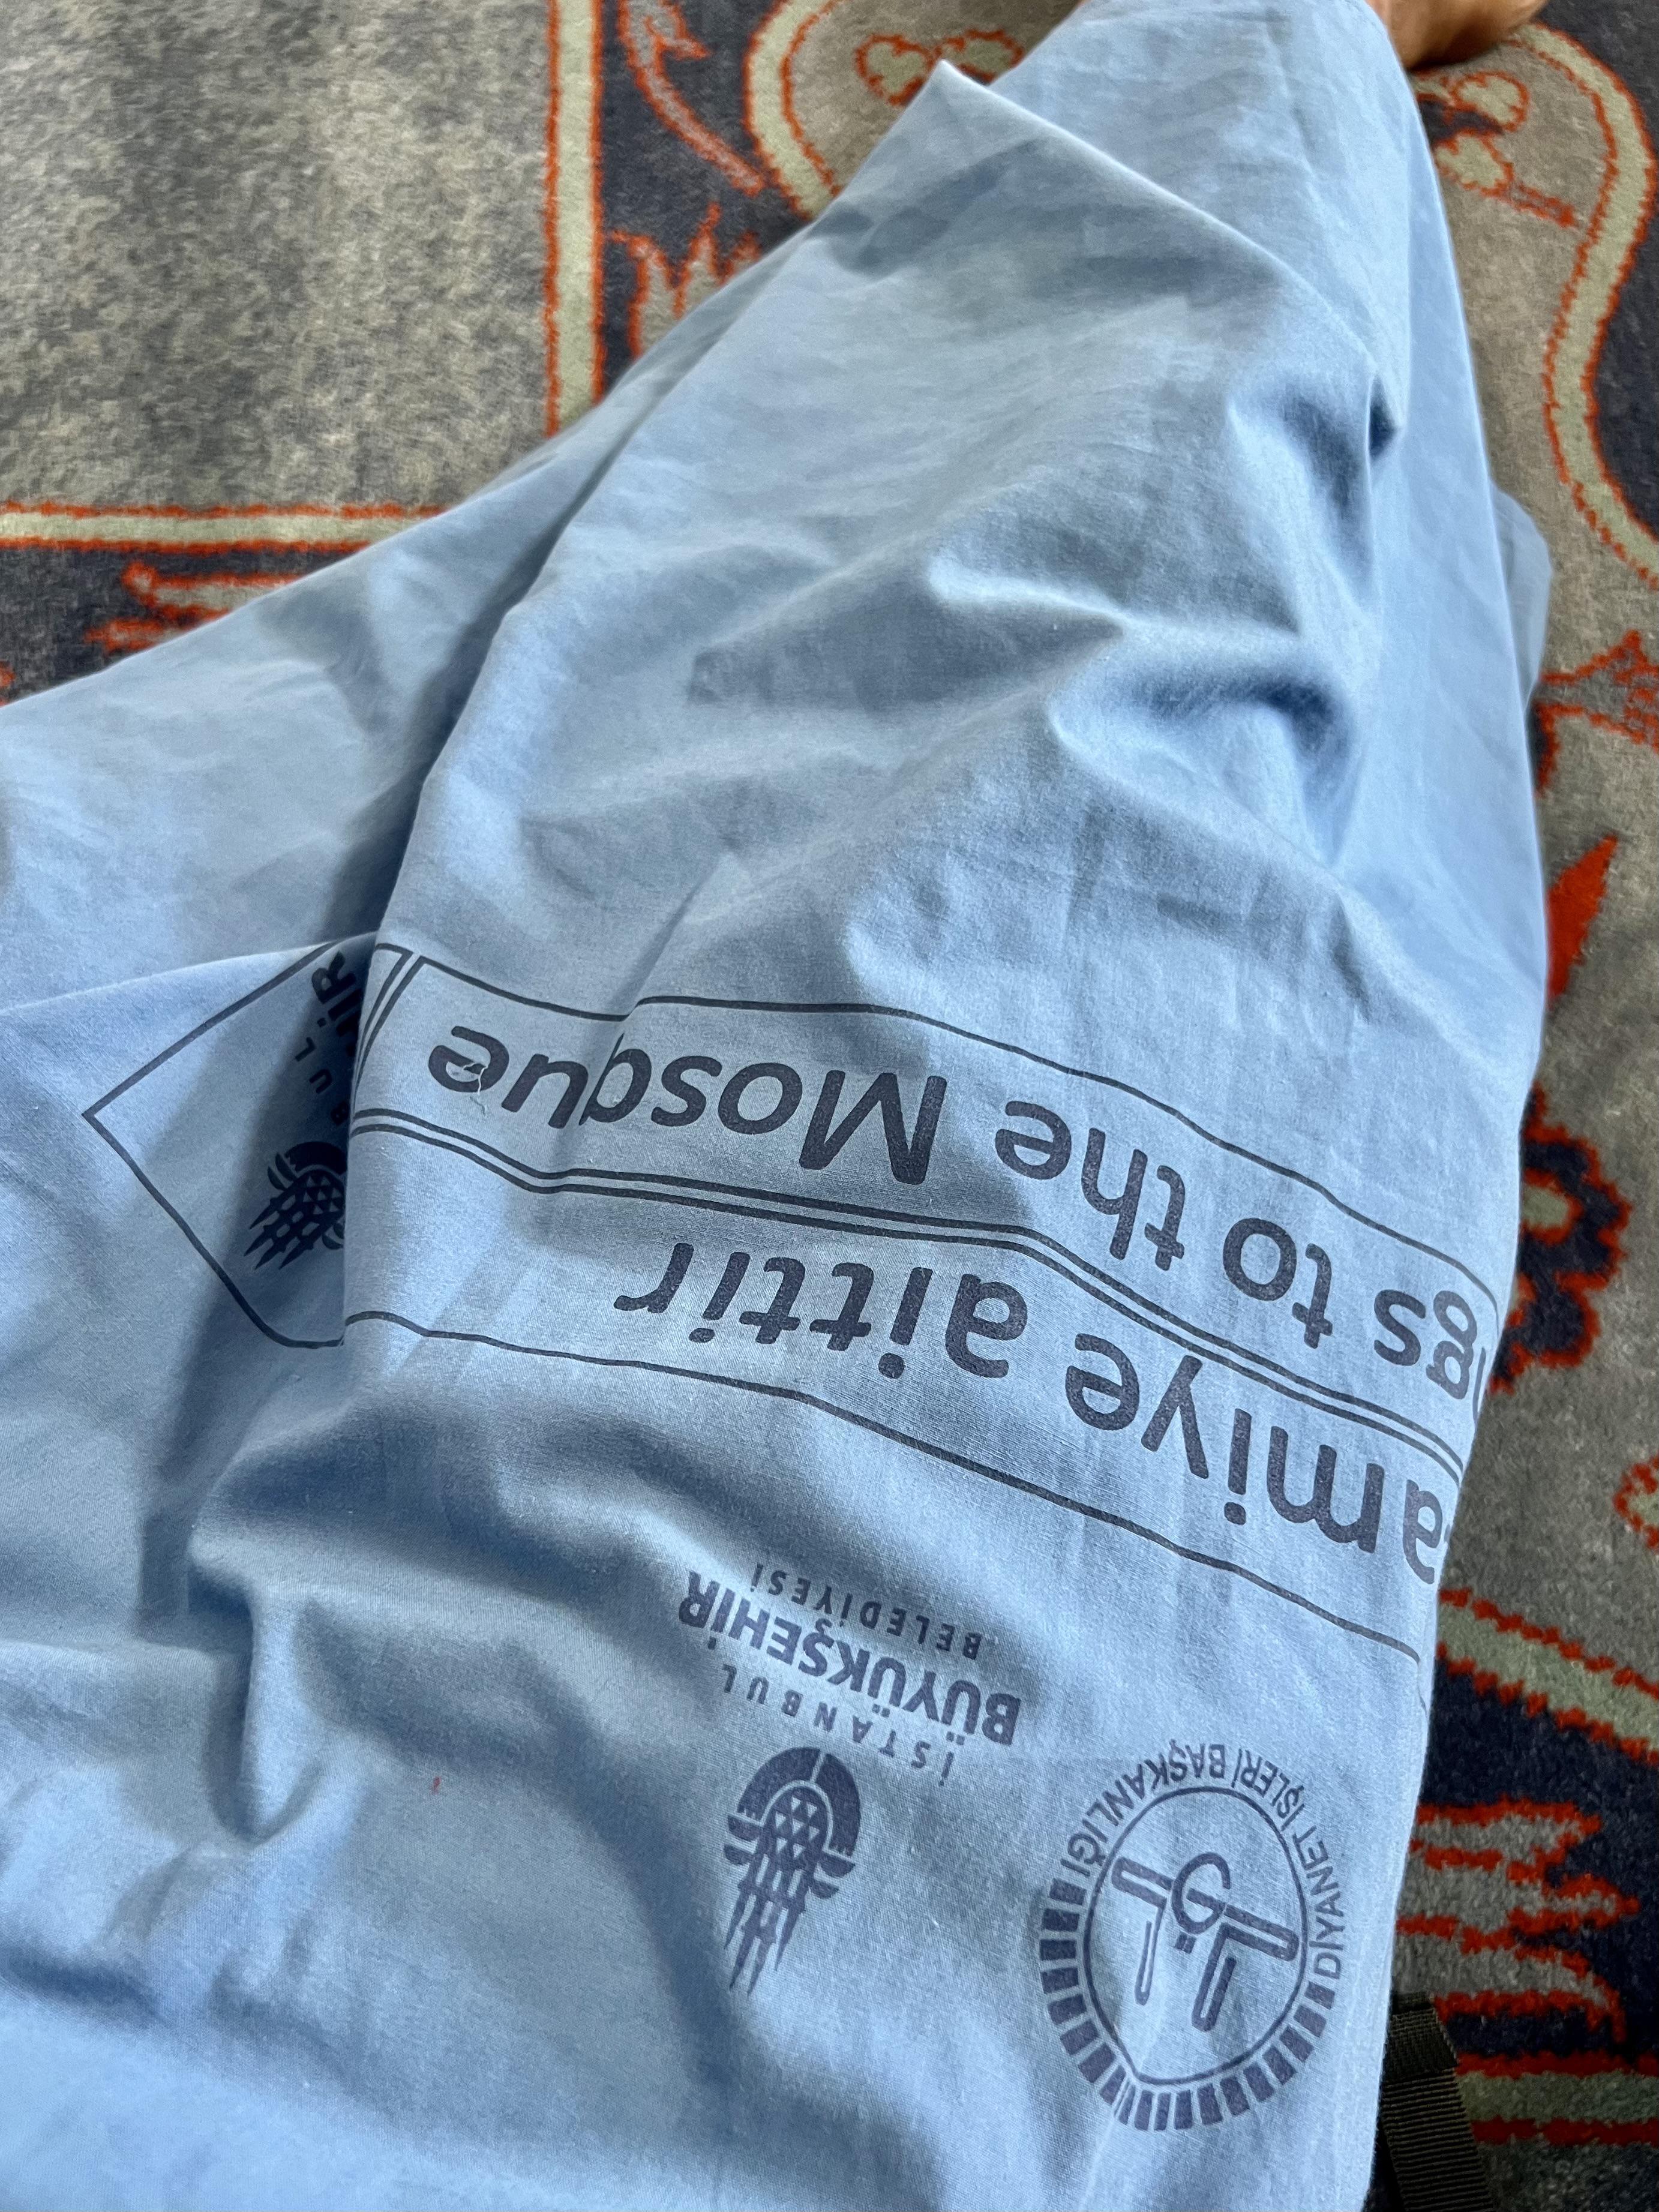 DİYANET İŞLERİ BAŞKANLIĞI
İSTANBUL
BÜYÜKŞEHİR
BELEDİYESİ
amiye aittir
gs to the Mosque